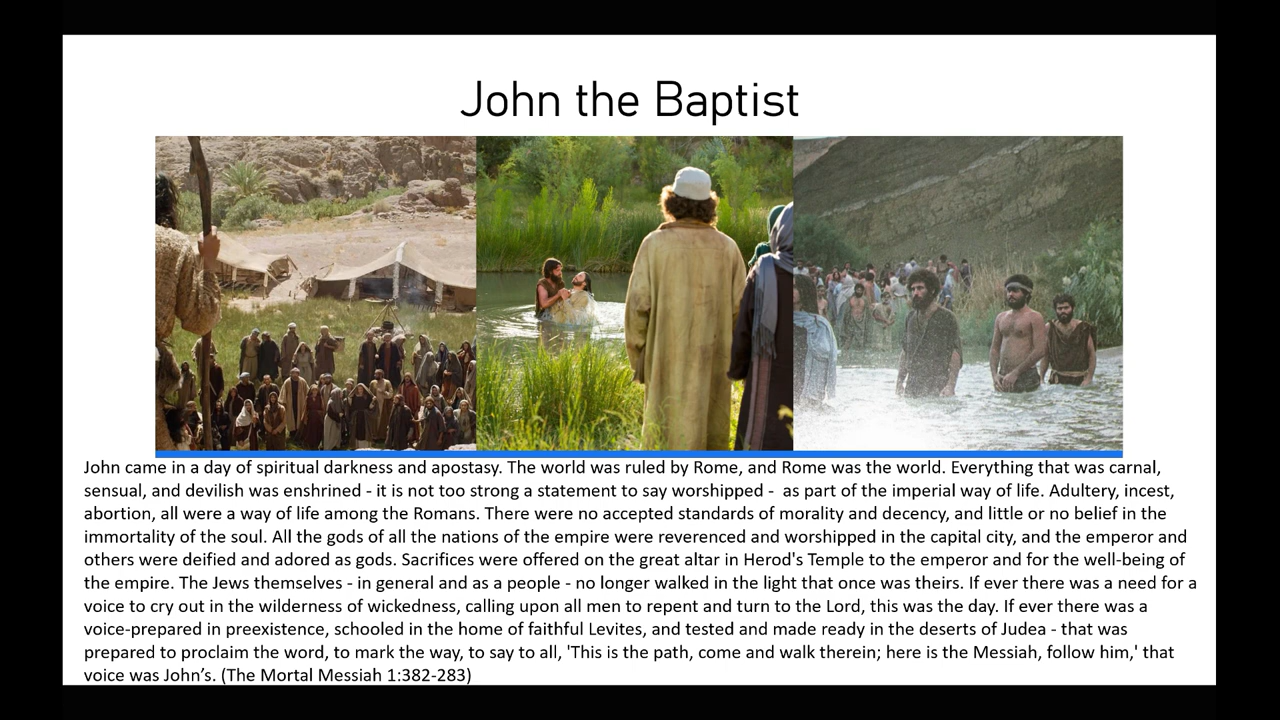 John the Baptist
John came in a day of spiritual darkness and apostasy. The world was ruled by Rome, and Rome was the world. Everything that was carnal,
sensual, and devilish was enshrined - it is not too strong a statement to say worshipped -  as part of the imperial way of life. Adultery, incest,
abortion, all were a way of life among the Romans. There were no accepted standards of morality and decency, and little or no belief in the
immortality of the soul. All the gods of all the nations of the empire were reverenced and worshipped in the capital city, and the emperor and
others were deified and adored as gods. Sacrifices were offered on the great altar in Herod's Temple to the emperor and for the well-being of
the empire. The Jews themselves - in general and as a people - no longer walked in the light that once was theirs. If ever there was a need for a
voice to cry out in the wilderness of wickedness, calling upon all men to repent and turn to the Lord, this was the day. If ever there was a
voice-prepared in preexistence, schooled in the home of faithful Levites, and tested and made ready in the deserts of Judea - that was
prepared to proclaim the word, to mark the way, to say to all, 'This is the path, come and walk therein; here is the Messiah, follow him,' that
voice was John’s. (The Mortal Messiah 1:382-283)